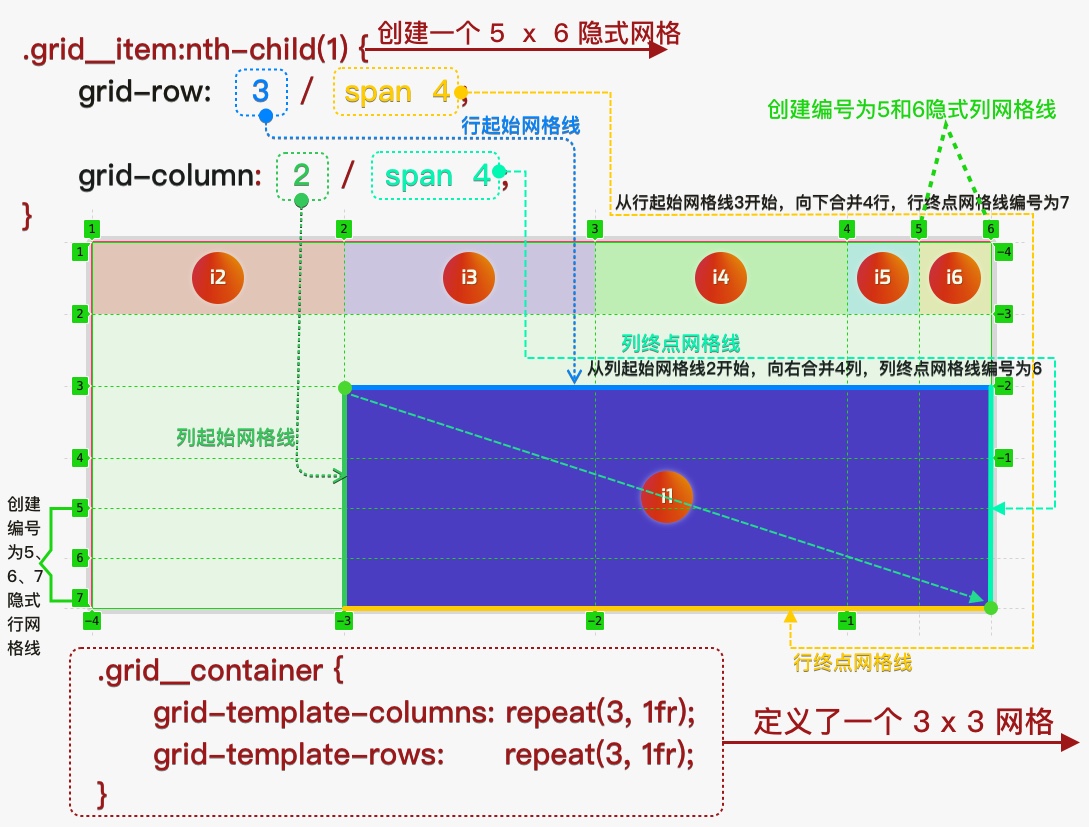 .grid__item:nth-child(1) {
创建一个 5 x 6 隐式网格
grid-row: 3 / span 4;
行起始网格线
创建编号为5和6隐式列网格线
grid-column: 2 / span 4;
}
从行起始网格线3开始，向下合并4行，行终点网格线编号为7
1 2 3 4 5 6
1 i2 i3 i4 i5 i6 -4
2 -3
列终点网格线
从列起始网格线2开始，向右合并4列，列终点网格线编号为6
3 -2
列起始网格线
4 -1
i1
创建
编号
为5、
6、7
隐式
行网
格线
5
6
7
-4 -3 -2 -1
行终点网格线
.grid__container {
grid-template-columns: repeat(3, 1fr);
grid-template-rows: repeat(3, 1fr);
}
定义了一个 3 x 3 网格